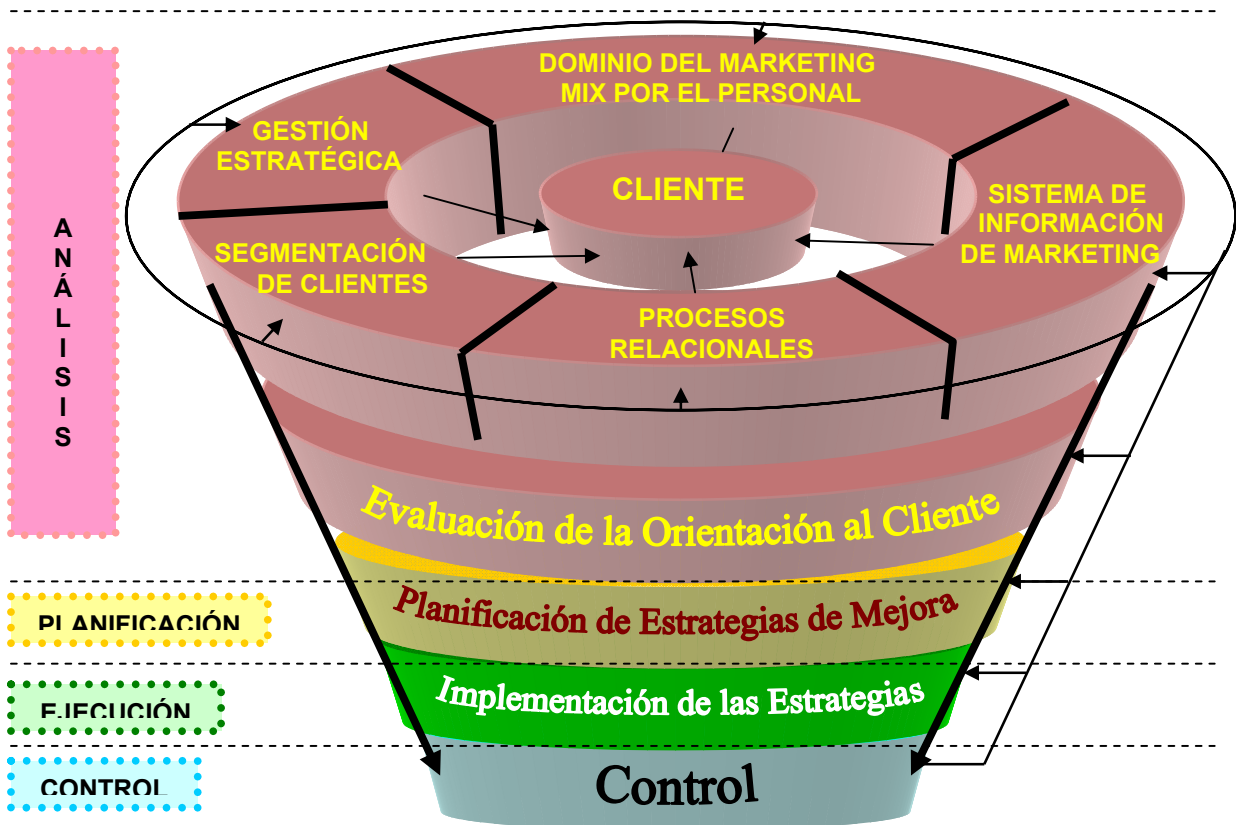 DOMINIO DEL MARKETING
MIX POR EL PERSONAL
GESTIÓN
ESTRATÉGICA
CLIENTE
SISTEMA DE
INFORMACIÓN
DE MARKETING
SEGMENTACIÓN
DE CLIENTES
PROCESOS
RELACIONALES
A
N
Á
L
I
S
I
S
Evaluación de la Orientación al Cliente
PLANIFICACIÓN
Planificación de Estrategias de Mejora
EJECUCIÓN
Implementación de las Estrategias
CONTROL
Control